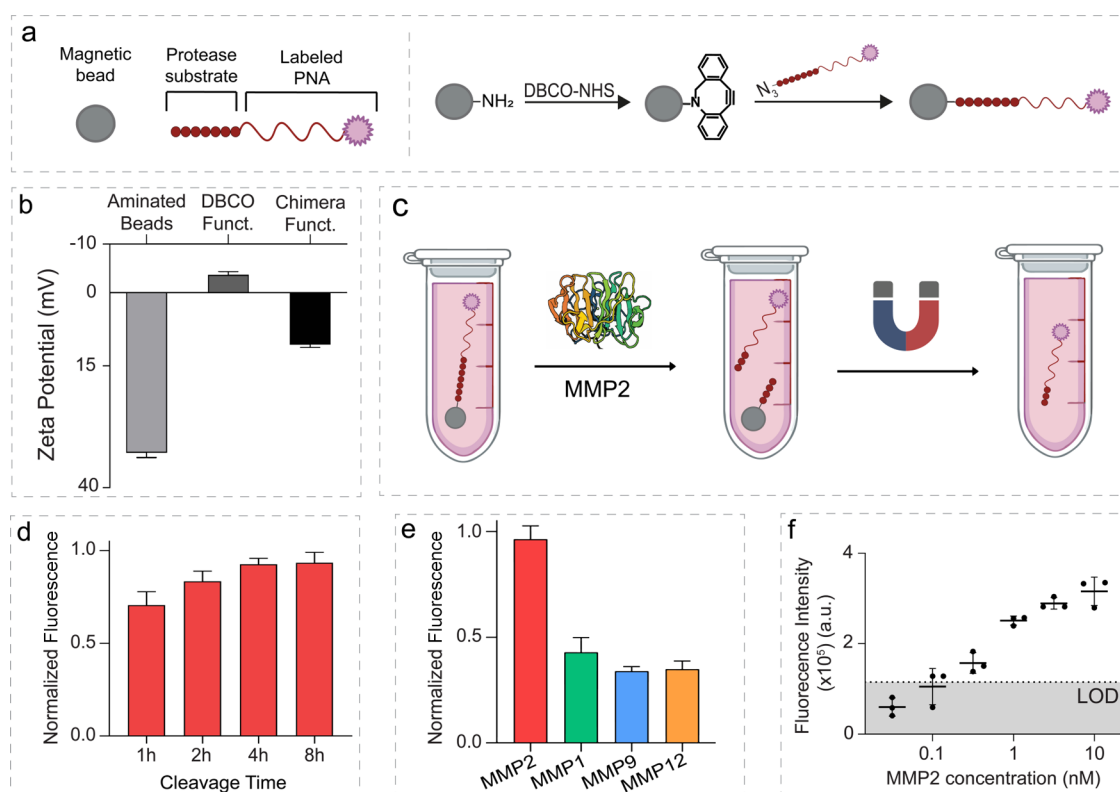 a
Magnetic
bead
Protease
substrate
Labeled
PNA
NH₂
DBCO-NHS
N
N₃
b
Aminated
Beads
DBCO
Funct.
Chimera
Funct.
Zeta Potential (mV)
-10
0
15
40
c
MMP2
d
Normalized Fluorescence
1.0
0.5
0.0
1h
2h
4h
8h
Cleavage Time
e
Normalized Fluorescence
1.0
0.5
0.0
MMP2
MMP1
MMP9
MMP12
f
Fluorecence Intensity
(x10⁵) (a.u.)
4
2
0
LOD
0.1
1
10
MMP2 concentration (nM)